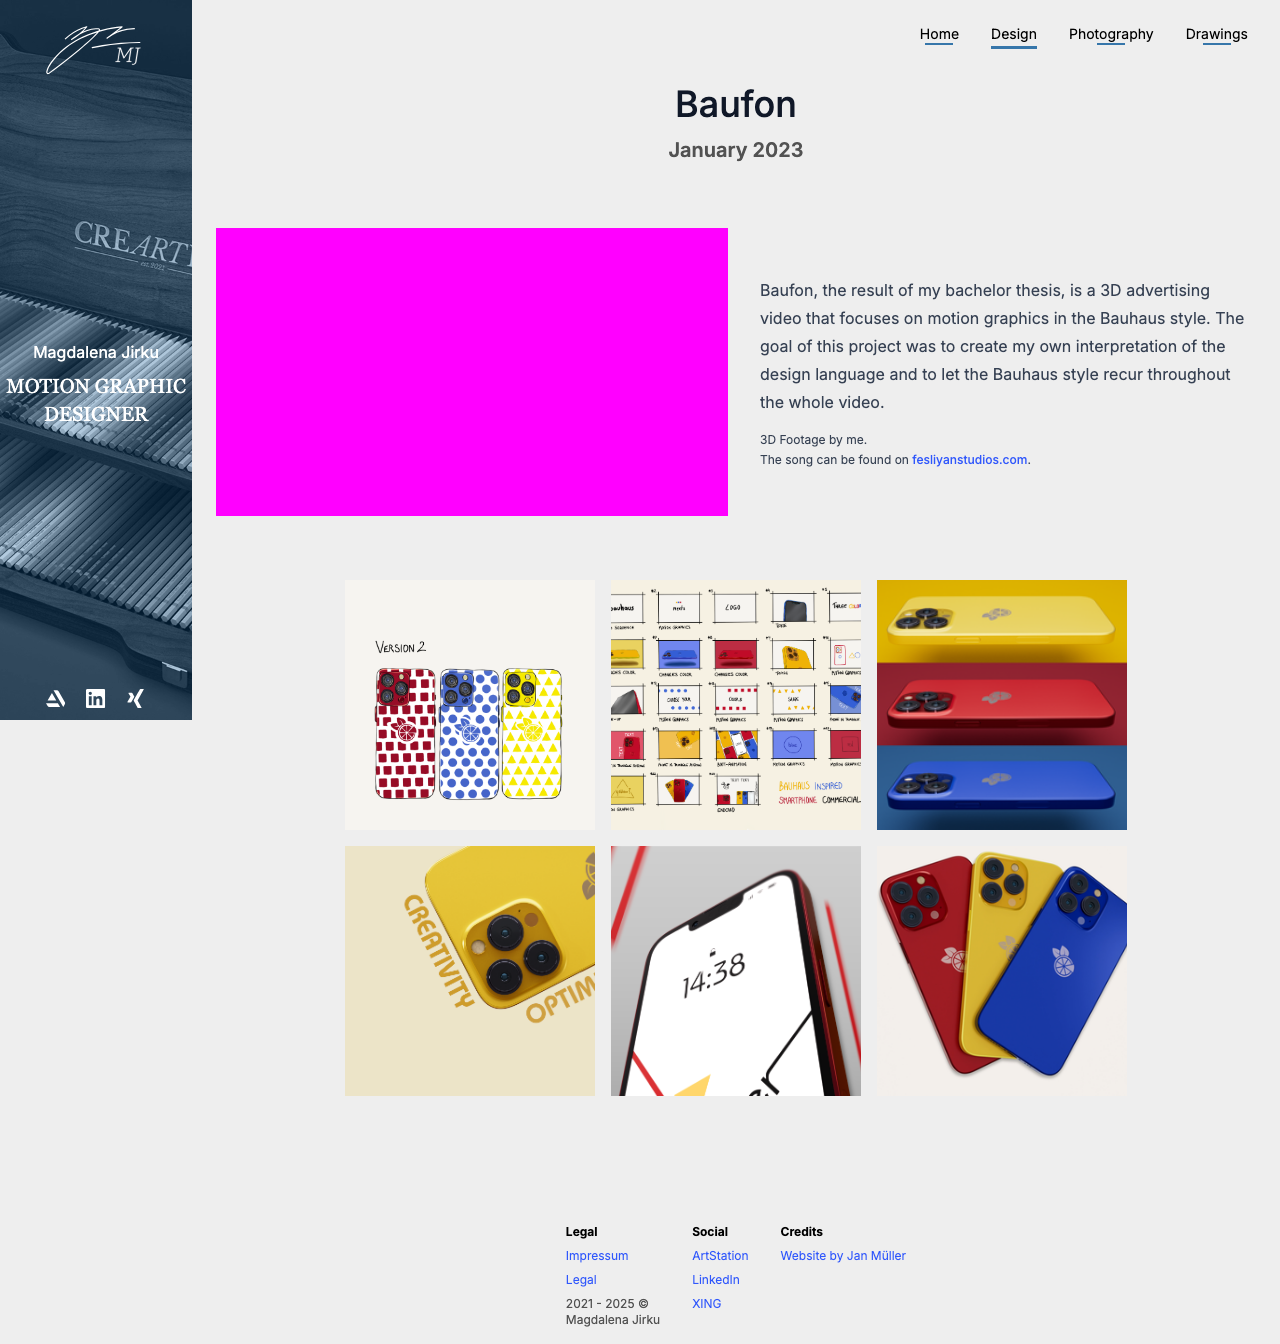 MJ
Home
Design
Photography
Drawings
Baufon
January 2023
CREARTI
est. 2021
Magdalena Jirku
MOTION GRAPHIC
DESIGNER
Baufon, the result of my bachelor thesis, is a 3D advertising
video that focuses on motion graphics in the Bauhaus style. The
goal of this project was to create my own interpretation of the
design language and to let the Bauhaus style recur throughout
the whole video.
3D Footage by me.
The song can be found on fesliyanstudios.com.
VERSION 2
LOGO
BAUHAUS INSPIRED
SMARTPHONE COMMERCIAL
CREATIVITY
OPTIM
14:38
Legal
Impressum
Legal
2021 - 2025 ©
Magdalena Jirku
Social
ArtStation
LinkedIn
XING
Credits
Website by Jan Müller